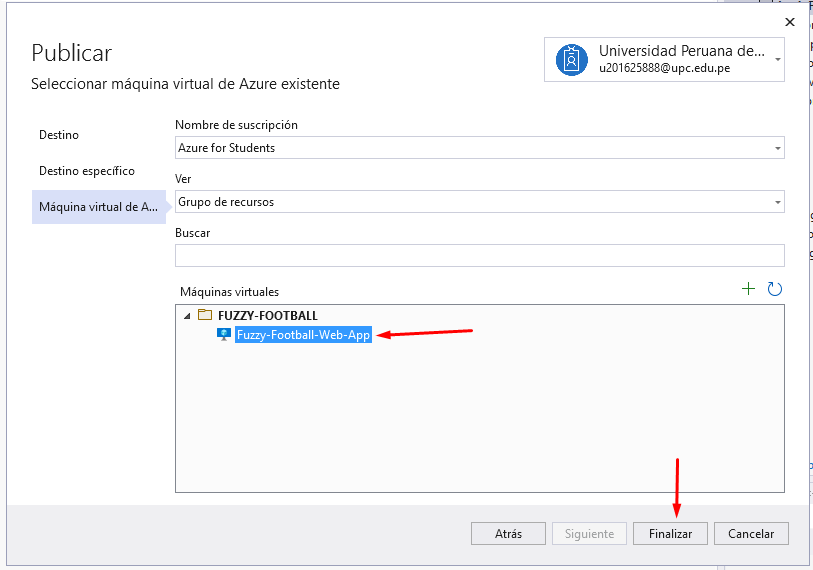 Publicar
Seleccionar máquina virtual de Azure existente
Universidad Peruana de...
u201625888@upc.edu.pe
Destino
Destino específico
Máquina virtual de A...
Nombre de suscripción
Azure for Students
Ver
Grupo de recursos
Buscar
Máquinas virtuales
FUZZY-FOOTBALL
Fuzzy-Football-Web-App
Atrás
Siguiente
Finalizar
Cancelar